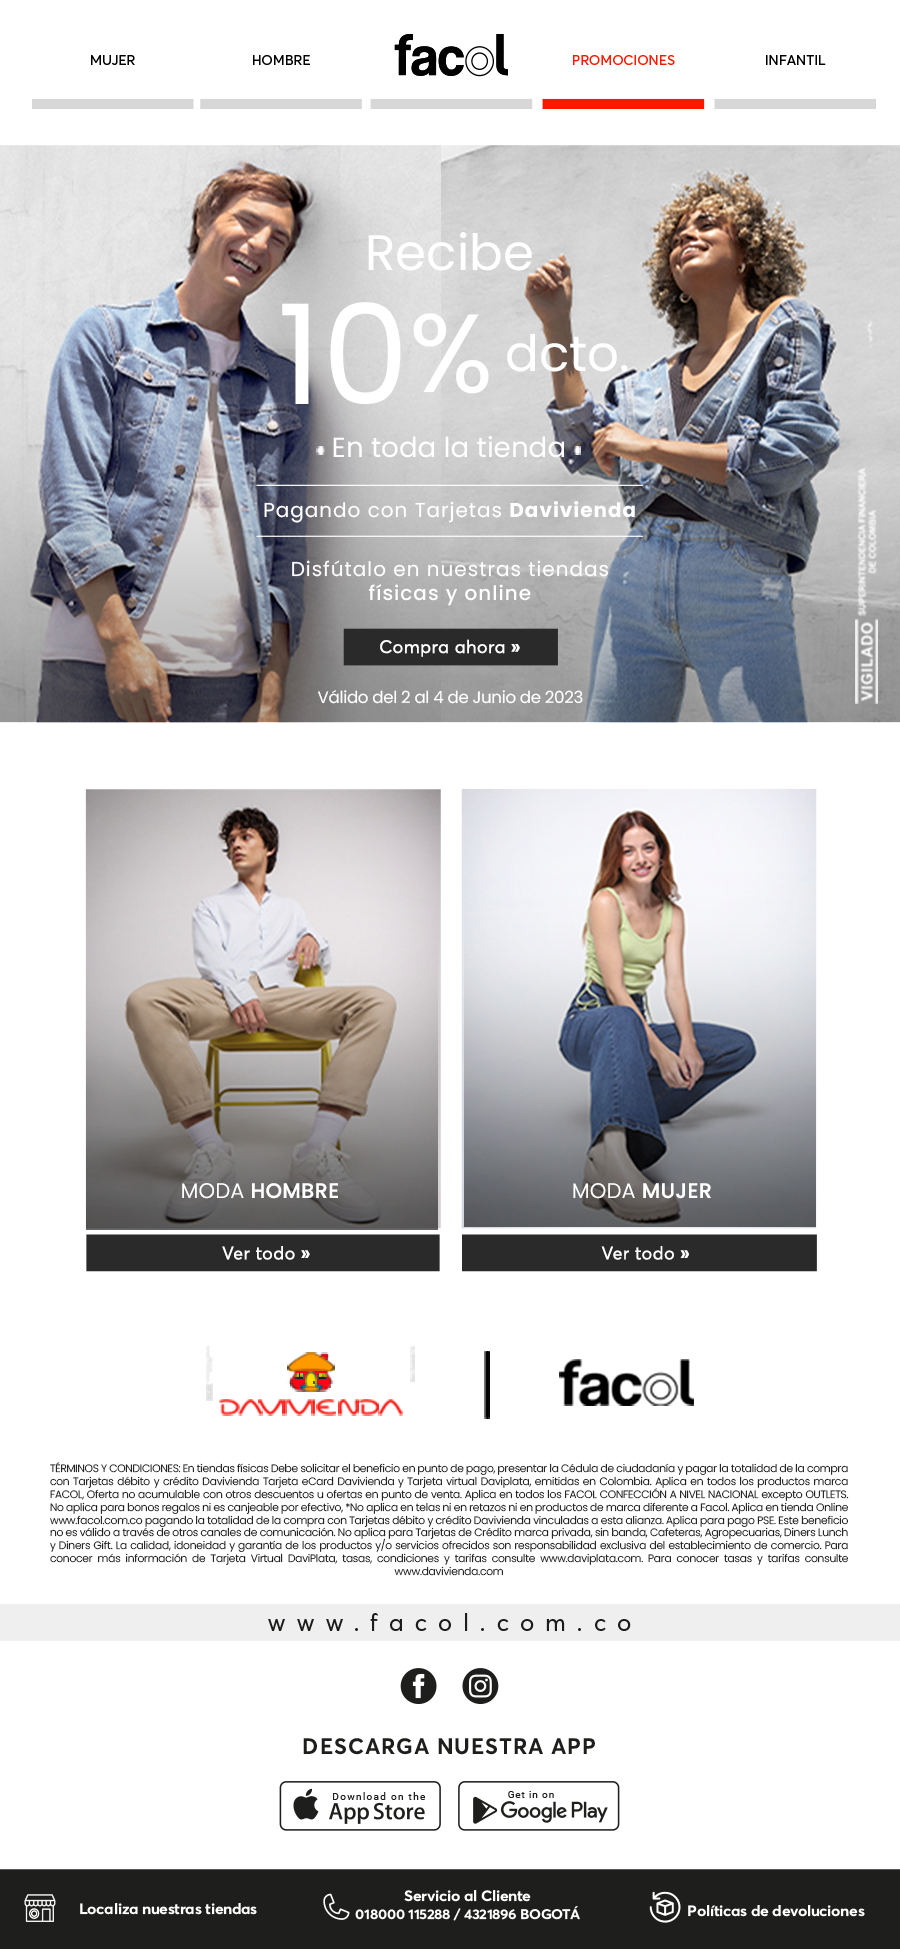 MUJER
HOMBRE
facol
PROMOCIONES
INFANTIL
Recibe
10% dcto.
En toda la tienda
Pagando con Tarjetas Davivienda
Disfútalo en nuestras tiendas
físicas y online
Compra ahora »
Válido del 2 al 4 de Junio de 2023
VIGILADO
SUPERINTENDENCIA FINANCIERA
DE COLOMBIA
MODA HOMBRE
Ver todo »
MODA MUJER
Ver todo »
DAVIVIENDA
facol
TÉRMINOS Y CONDICIONES: En tiendas físicas Debe solicitar el beneficio en punto de pago, presentar la Cédula de ciudadanía y pagar la totalidad de la compra
con Tarjetas débito y crédito Davivienda Tarjeta eCard Davivienda y Tarjeta virtual Daviplata, emitidas en Colombia. Aplica en todos los productos marca
FACOL, Oferta no acumulable con otros descuentos u ofertas en punto de venta. Aplica en todos los FACOL CONFECCIÓN A NIVEL NACIONAL excepto OUTLETS.
No aplica para bonos regalos ni es canjeable por efectivo, *No aplica en telas ni en retazos ni en productos de marca diferente a Facol. Aplica en tienda Online
www.facol.com.co pagando la totalidad de la compra con Tarjetas débito y crédito Davivienda vinculadas a esta alianza. Aplica para pago PSE. Este beneficio
no es válido a través de otros canales de comunicación. No aplica para Tarjetas de Crédito marca privada, sin banda, Cafeteras, Agropecuarias, Diners Lunch
y Diners Gift. La calidad, idoneidad y garantía de los productos y/o servicios ofrecidos son responsabilidad exclusiva del establecimiento de comercio. Para
conocer más información de Tarjeta Virtual DaviPlata, tasas, condiciones y tarifas consulte www.daviplata.com. Para conocer tasas y tarifas consulte
www.davivienda.com
www.facol.com.co
DESCARGA NUESTRA APP
Download on the
App Store
Get in on
Google Play
Localiza nuestras tiendas
Servicio al Cliente
018000 115288 / 4321896 BOGOTÁ
Políticas de devoluciones